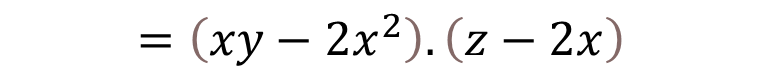 = (xy − 2x²). (z − 2x)